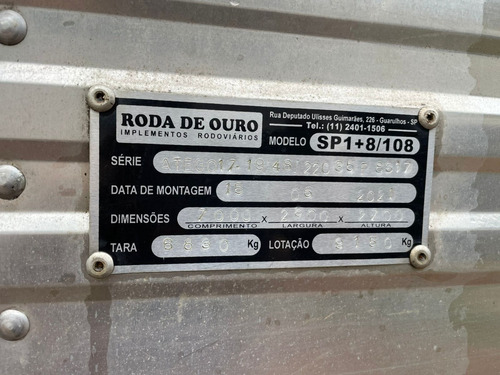 RODA DE OURO
IMPLEMENTOS RODOVIÁRIOS
Rua Deputado Ulisses Guimarães, 226 - Guarulhos - SP
Tel.: (11) 2401-1506
MODELO SP1+8/108
SÉRIE
DATA DE MONTAGEM
DIMENSÕES x x
COMPRIMENTO LARGURA ALTURA
TARA Kg LOTAÇÃO Kg